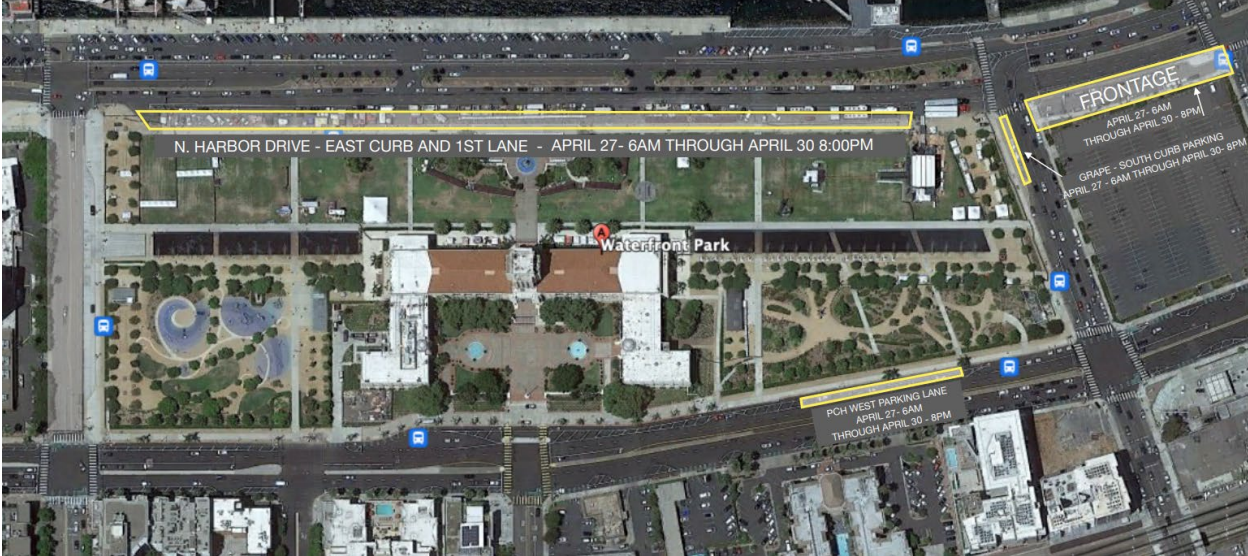 FRONTAGE
APRIL 27- 6AM
THROUGH APRIL 30 - 8PM
N. HARBOR DRIVE - EAST CURB AND 1ST LANE - APRIL 27- 6AM THROUGH APRIL 30 8:00PM
GRAPE - SOUTH CURB PARKING
APRIL 27 - 6AM THROUGH APRIL 30- 8PM
A
Waterfront Park
PCH WEST PARKING LANE
APRIL 27- 6AM
THROUGH APRIL 30 - 8PM